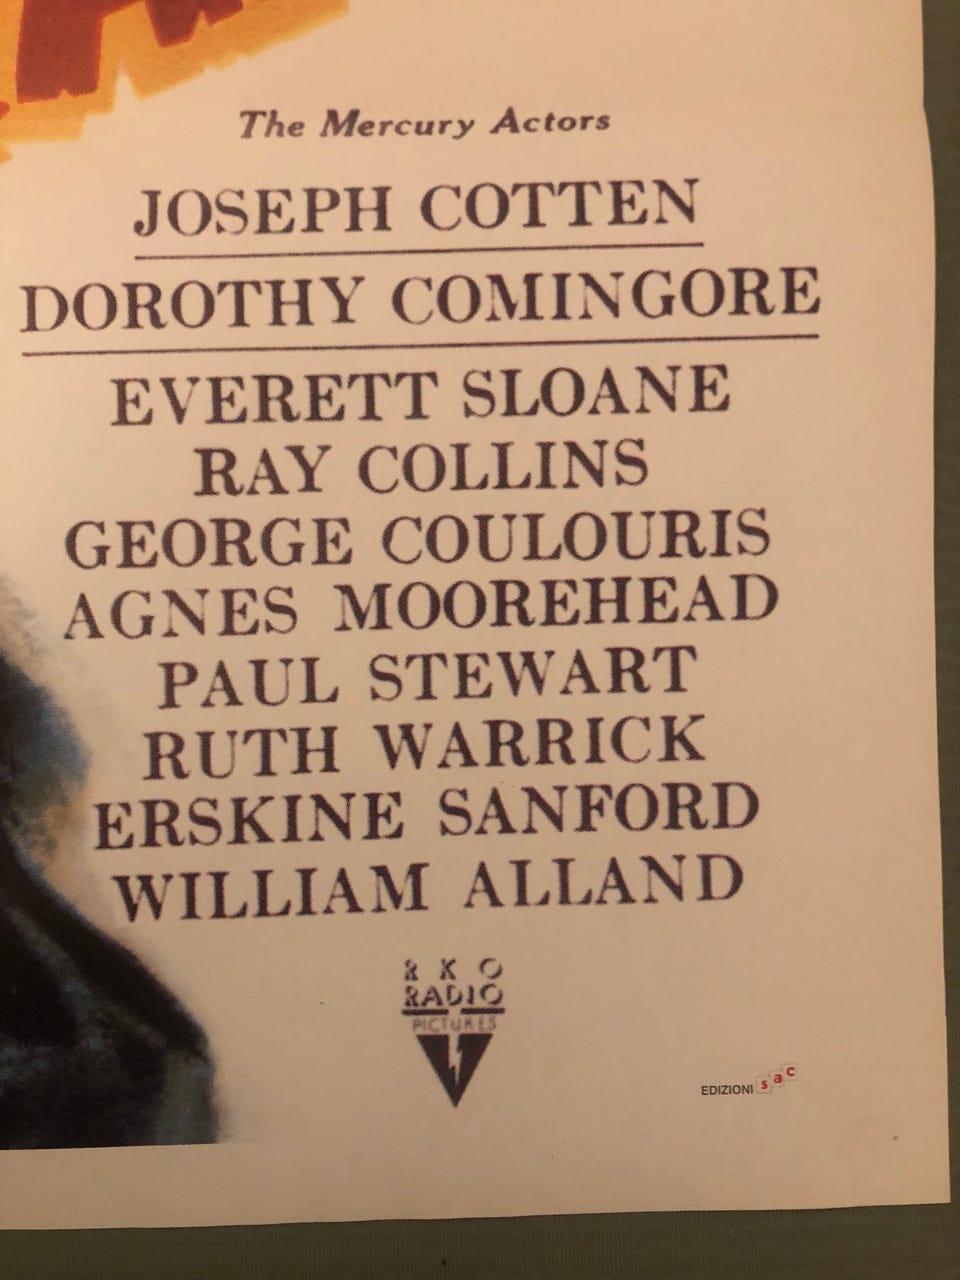 The Mercury Actors
JOSEPH COTTEN
DOROTHY COMINGORE
EVERETT SLOANE
RAY COLLINS
GEORGE COULOURIS
AGNES MOOREHEAD
PAUL STEWART
RUTH WARRICK
ERSKINE SANFORD
WILLIAM ALLAND
RKO
RADIO
PICTURES
EDIZIONI sac